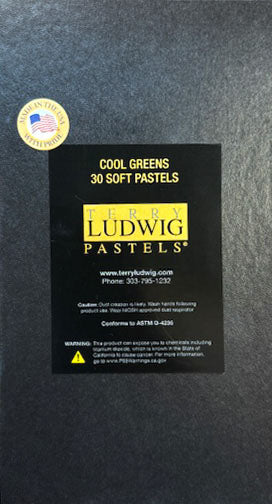 MADE IN THE USA
WITH PRIDE
COOL GREENS
30 SOFT PASTELS
TERRY
LUDWIG
PASTELS®
www.terryludwig.com
Phone: 303-795-1232
Caution: Dust creation is likely. Wash hands following
product use. Wear NIOSH approved dust respirator
Conforms to ASTM D-4236
WARNING: This product can expose you to chemicals including
titanium dioxide, which is known to the State of
California to cause cancer. For more information,
go to www.P65Warnings.ca.gov